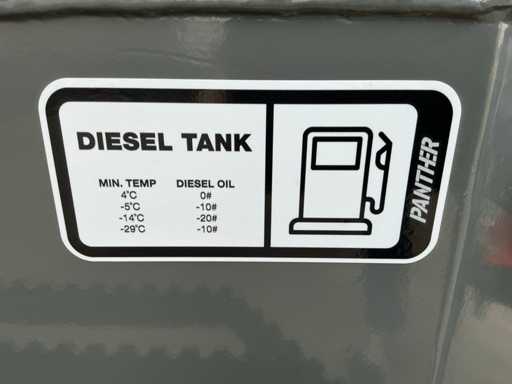 DIESEL TANK
MIN. TEMP DIESEL OIL
4°C 0#
-5°C -10#
-14°C -20#
-29°C -10#
PANTHER